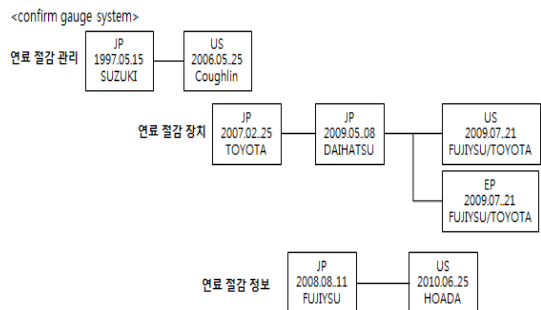 <confirm gauge system>
연료 절감 관리
JP
1997.05.15
SUZUKI
US
2006.05.25
Coughlin
연료 절감 장치
JP
2007.02..25
TOYOTA
JP
2009.05..08
DAIHATSU
US
2009.07..21
FUJIYSU/TOYOTA
EP
2009.07..21
FUJIYSU/TOYOTA
연료 절감 정보
JP
2008.08..11
FUJIYSU
US
2010.06..25
HOADA